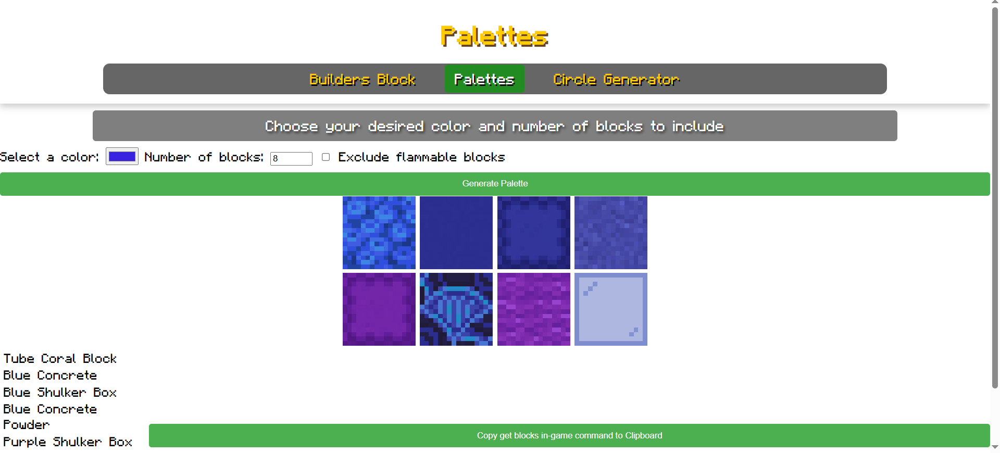 Palettes
Builders Block Palettes Circle Generator
Choose your desired color and number of blocks to include
Select a color: Number of blocks: 8 Exclude flammable blocks
Generate Palette
Tube Coral Block
Blue Concrete
Blue Shulker Box
Blue Concrete
Powder
Purple Shulker Box
Copy get blocks in-game command to Clipboard